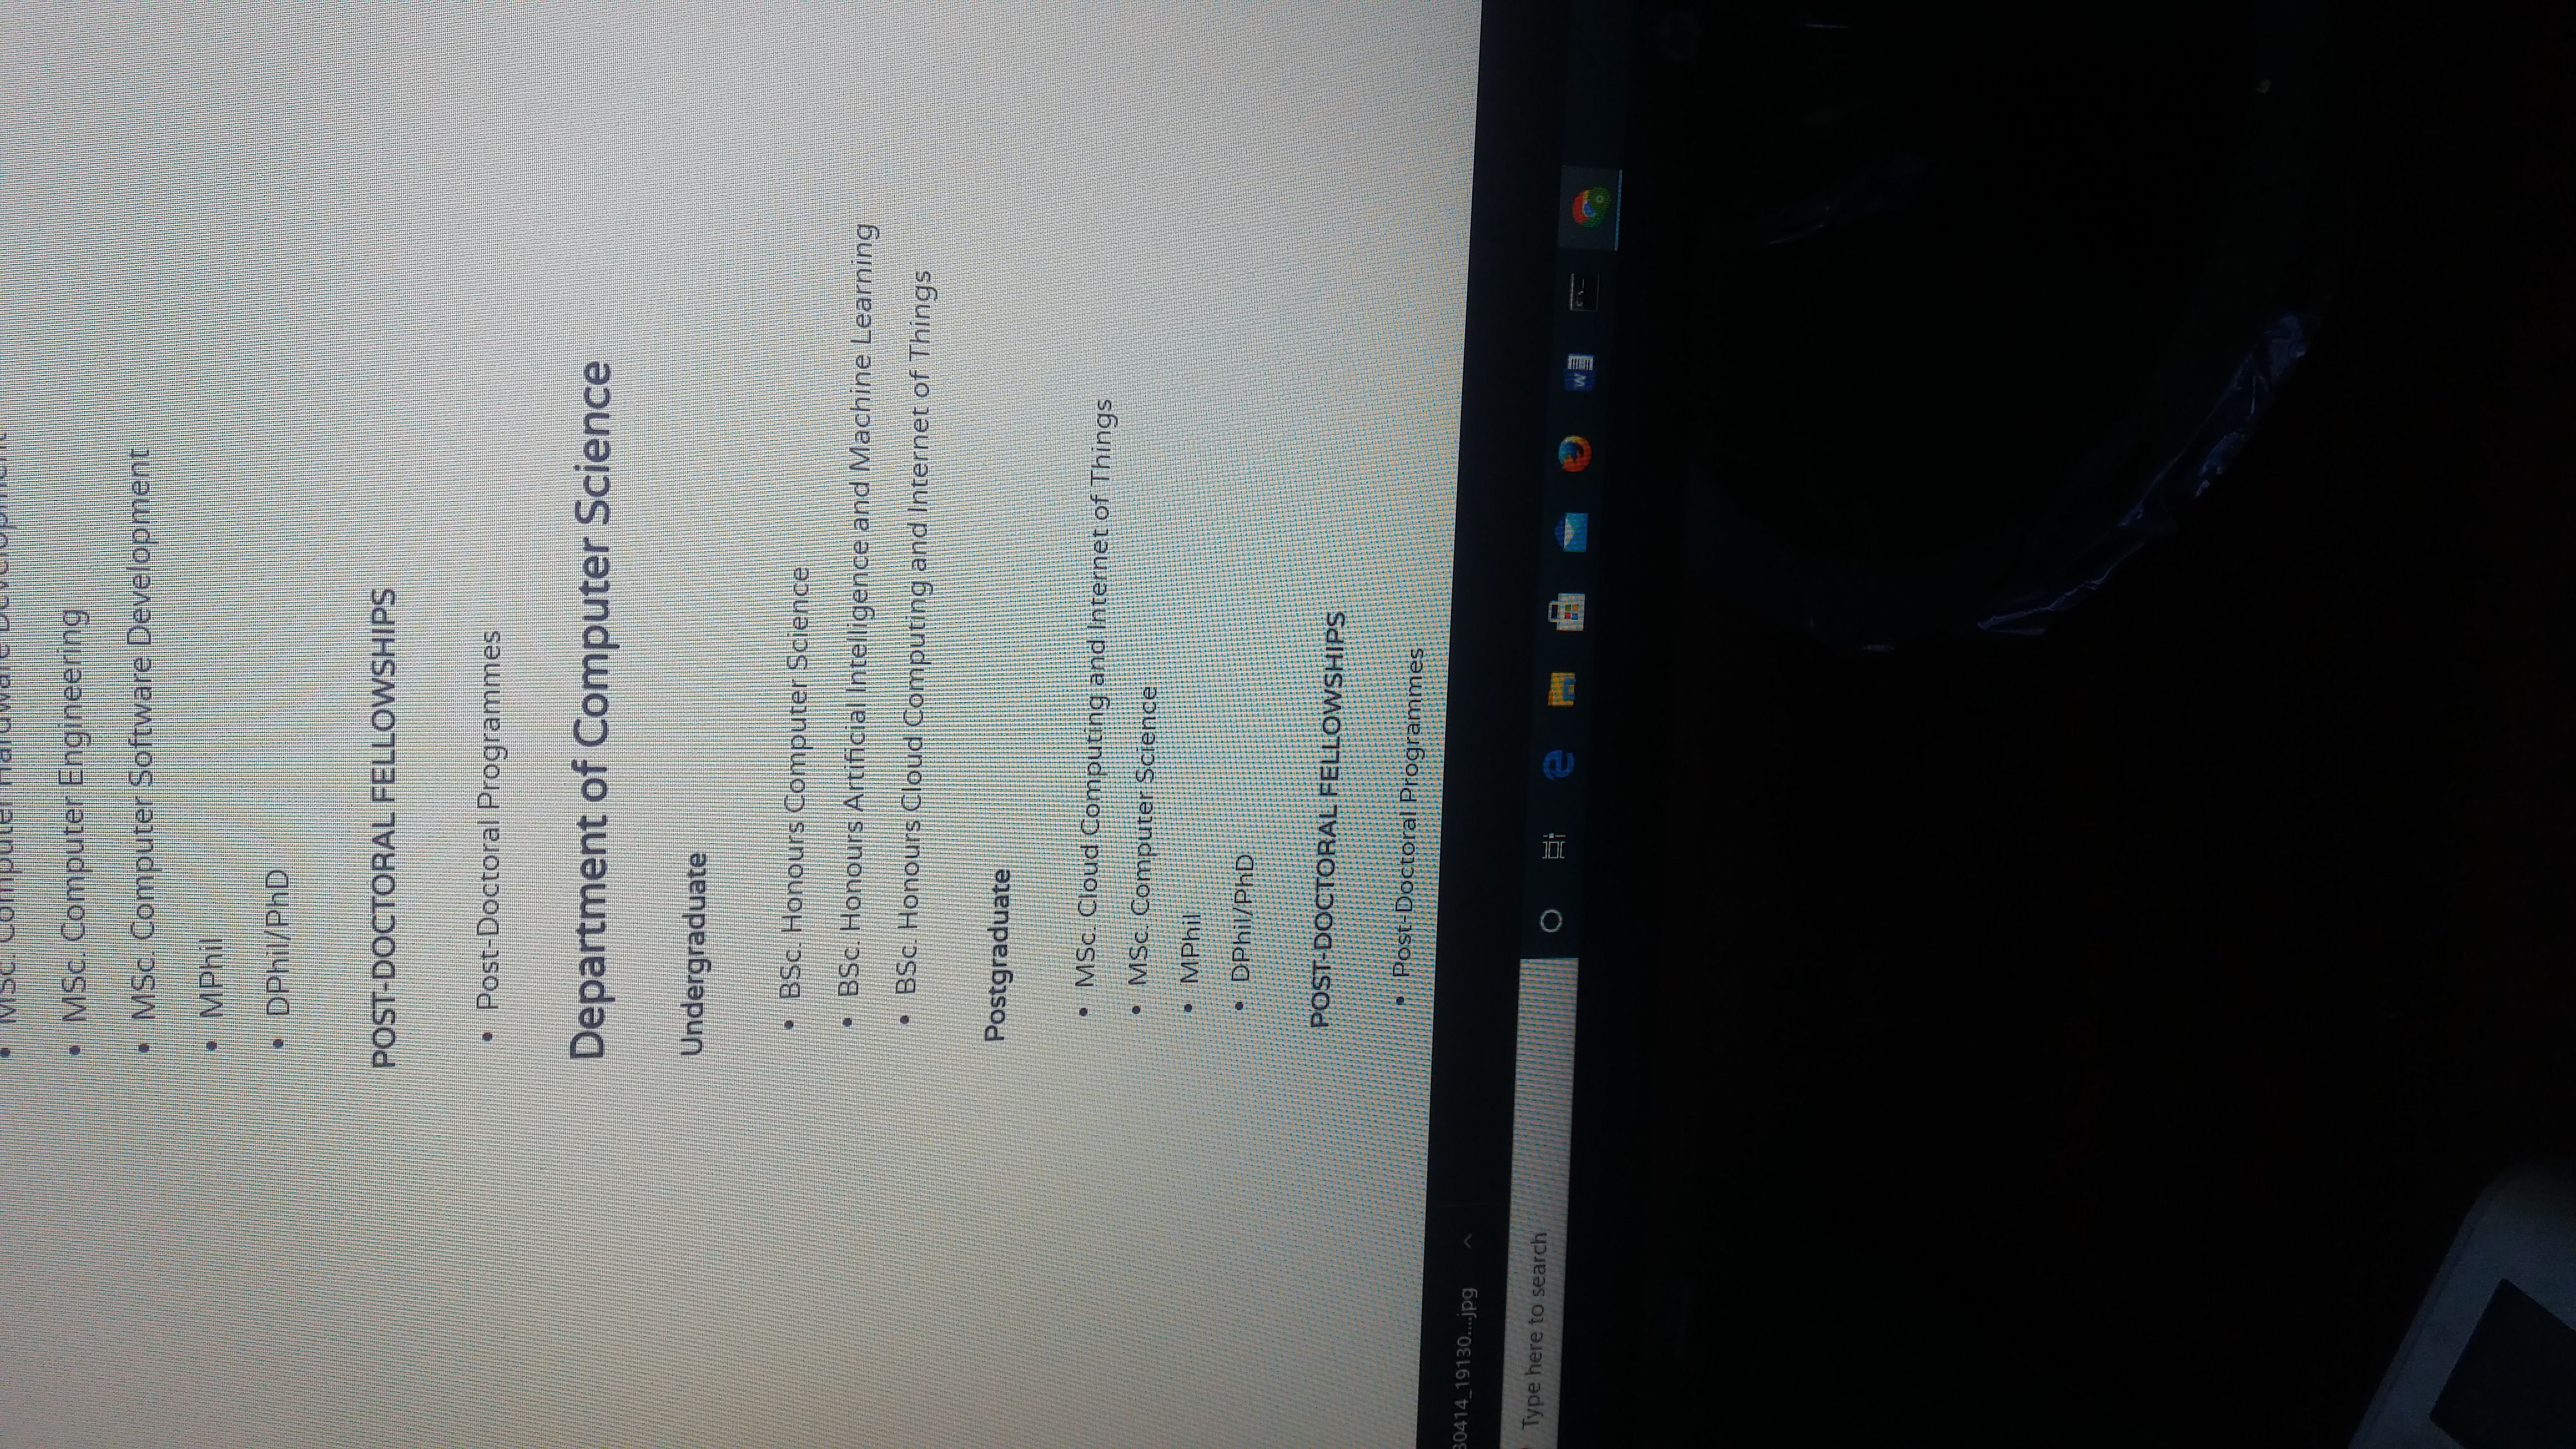 • MSc. Computer Hardware Development
• MSc. Computer Engineering
• MSc. Computer Software Development
• MPhil
• DPhil/PhD
POST-DOCTORAL FELLOWSHIPS
• Post-Doctoral Programmes
Department of Computer Science
Undergraduate
• BSc. Honours Computer Science
• BSc. Honours Artificial Intelligence and Machine Learning
• BSc. Honours Cloud Computing and Internet of Things
Postgraduate
• MSc. Cloud Computing and Internet of Things
• MSc. Computer Science
• MPhil
• DPhil/PhD
POST-DOCTORAL FELLOWSHIPS
• Post-Doctoral Programmes
30414_19130....jpg
Type here to search